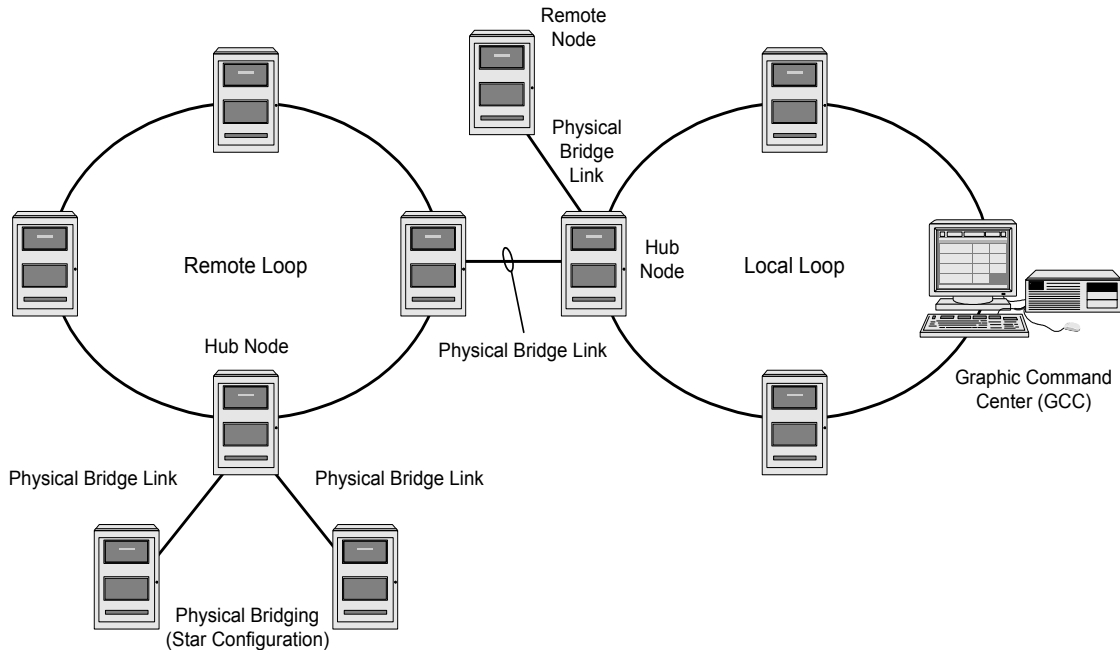 Remote
Node
Physical
Bridge
Link
Remote Loop
Hub
Node
Local Loop
Physical Bridge Link
Hub Node
Graphic Command
Center (GCC)
Physical Bridge Link
Physical Bridge Link
Physical Bridging
(Star Configuration)